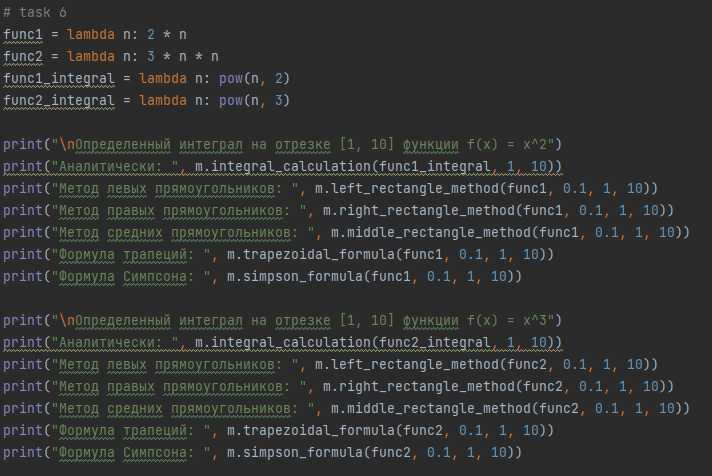 # task 6
func1 = lambda n: 2 * n
func2 = lambda n: 3 * n * n
func1_integral = lambda n: pow(n, 2)
func2_integral = lambda n: pow(n, 3)
print("\nОпределенный интеграл на отрезке [1, 10] функции f(x) = x^2")
print("Аналитически: ", m.integral_calculation(func1_integral, 1, 10))
print("Метод левых прямоугольников: ", m.left_rectangle_method(func1, 0.1, 1, 10))
print("Метод правых прямоугольников: ", m.right_rectangle_method(func1, 0.1, 1, 10))
print("Метод средних прямоугольников: ", m.middle_rectangle_method(func1, 0.1, 1, 10))
print("Формула трапеций: ", m.trapezoidal_formula(func1, 0.1, 1, 10))
print("Формула Симпсона: ", m.simpson_formula(func1, 0.1, 1, 10))
print("\nОпределенный интеграл на отрезке [1, 10] функции f(x) = x^3")
print("Аналитически: ", m.integral_calculation(func2_integral, 1, 10))
print("Метод левых прямоугольников: ", m.left_rectangle_method(func2, 0.1, 1, 10))
print("Метод правых прямоугольников: ", m.right_rectangle_method(func2, 0.1, 1, 10))
print("Метод средних прямоугольников: ", m.middle_rectangle_method(func2, 0.1, 1, 10))
print("Формула трапеций: ", m.trapezoidal_formula(func2, 0.1, 1, 10))
print("Формула Симпсона: ", m.simpson_formula(func2, 0.1, 1, 10))